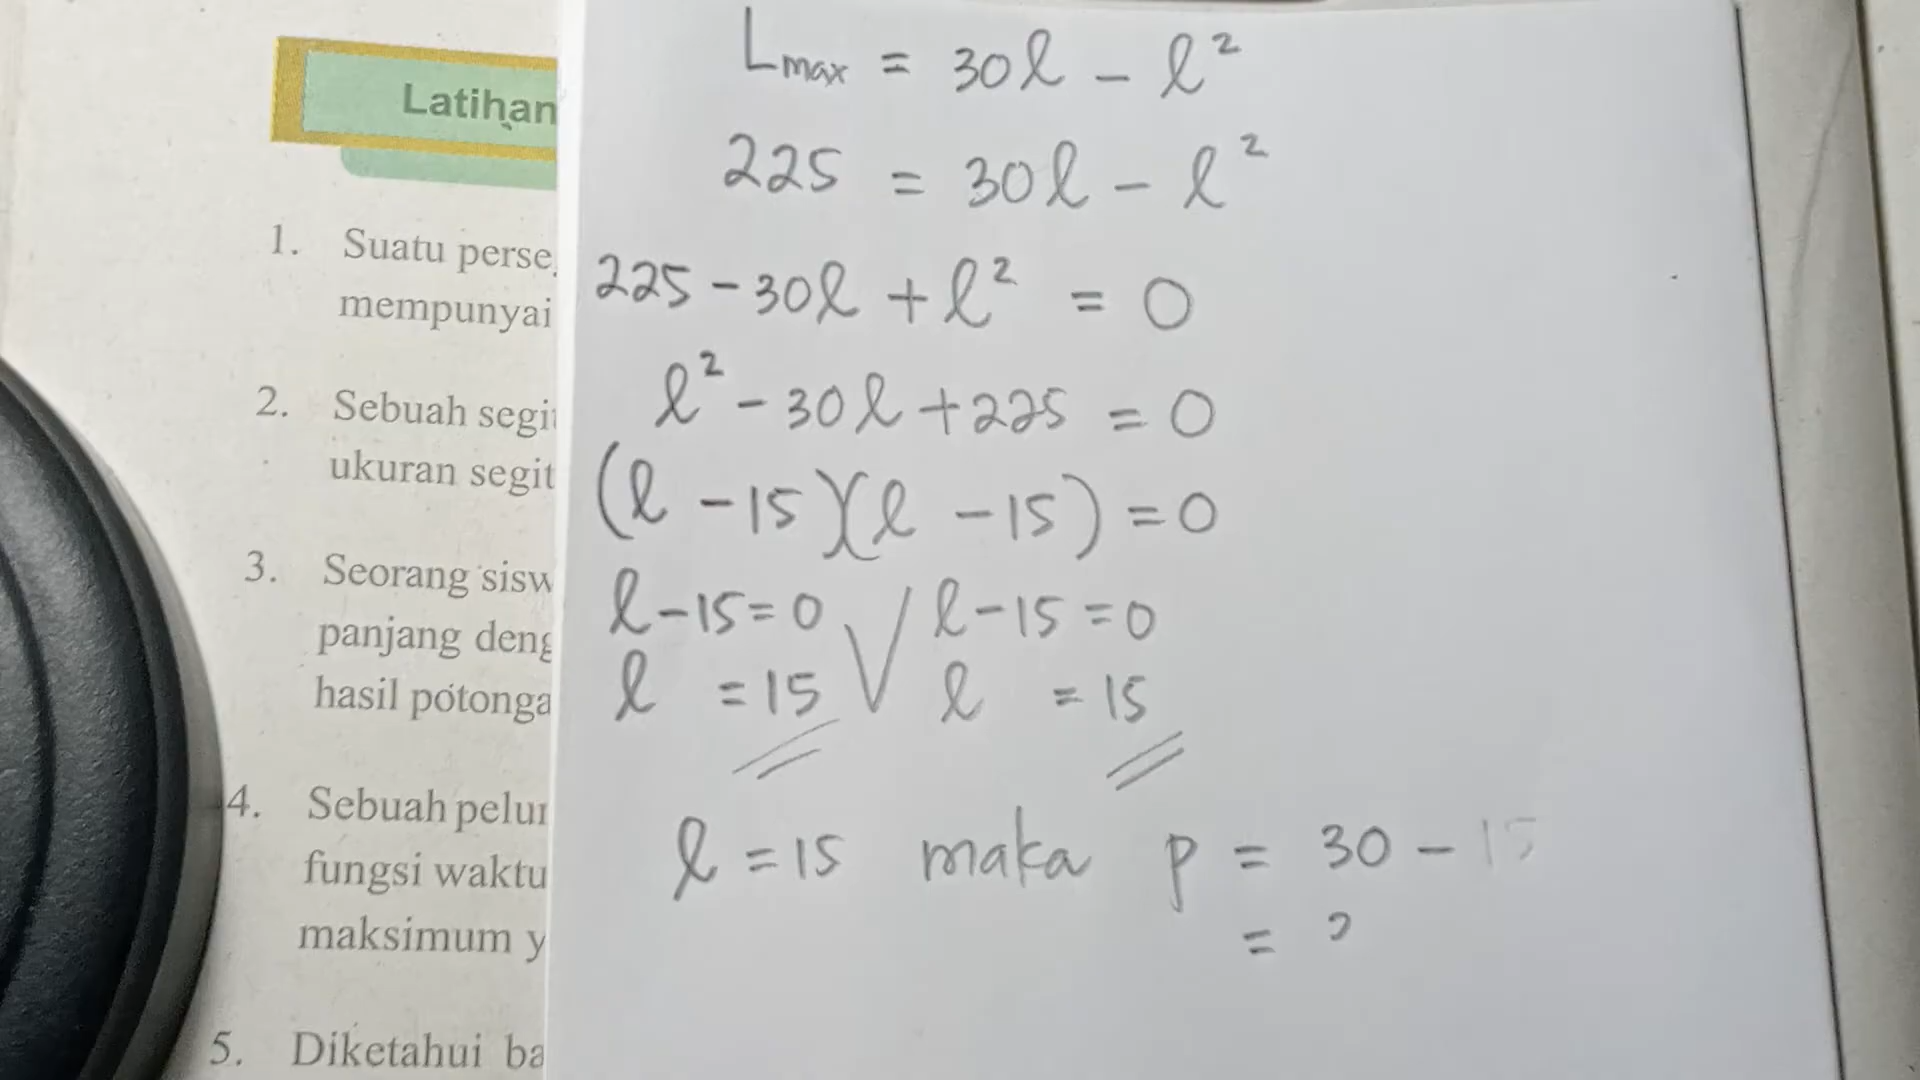 Latihan
1. Suatu perse
mempunyai
2. Sebuah segi
ukuran segit
3. Seorang sisw
panjang deng
hasil potonga
4. Sebuah pelur
fungsi waktu
maksimum y
5. Diketahui ba
Lmax = 30l - l²
225 = 30l - l²
225 - 30l + l² = 0
l² - 30l + 225 = 0
(l - 15)(l - 15) = 0
l - 15 = 0 V l - 15 = 0
l = 15 l = 15
l = 15 maka p = 30 - 15
=